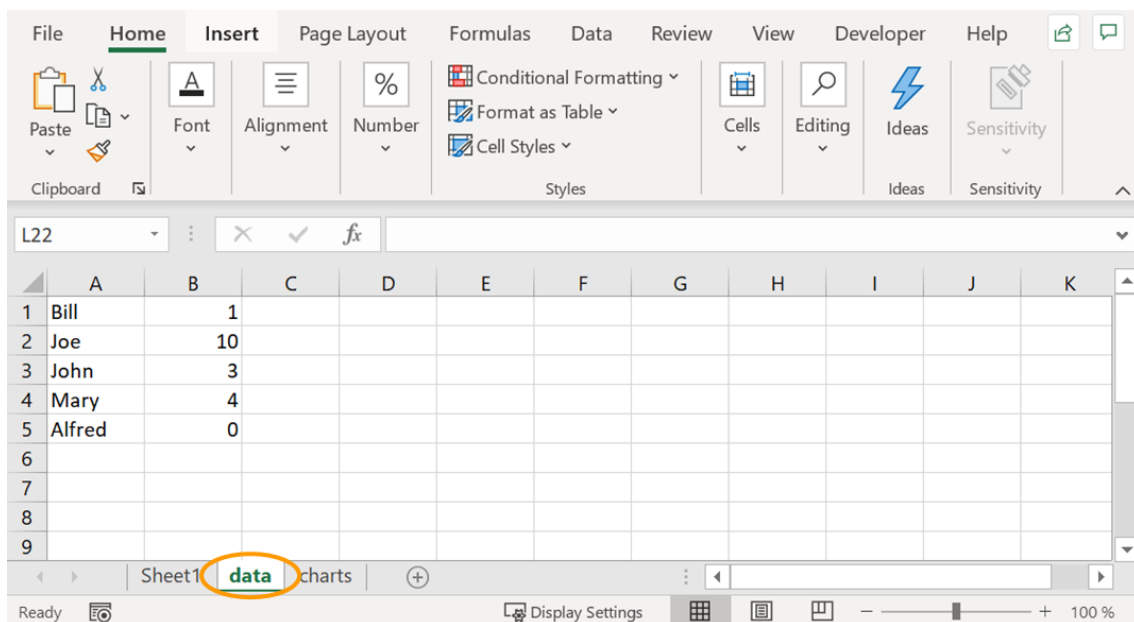 File Home Insert Page Layout Formulas Data Review View Developer Help
Paste Font Alignment Number Conditional Formatting Format as Table Cell Styles Cells Editing Ideas Sensitivity
Clipboard Styles Ideas Sensitivity
L22 fx
A B C D E F G H I J K
1 Bill 1
2 Joe 10
3 John 3
4 Mary 4
5 Alfred 0
6
7
8
9
Sheet1 data charts
Ready Display Settings 100 %